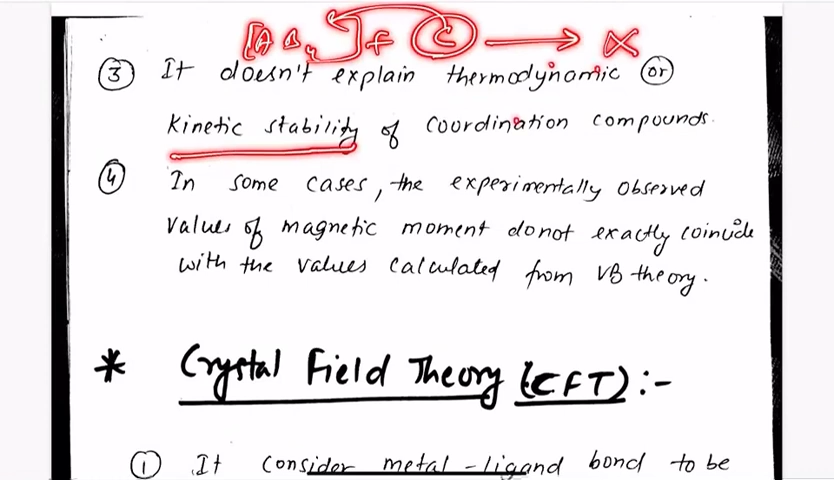 [AB4] + C → X
③ It doesn't explain thermodynamic or
Kinetic stability of coordination compounds.
④ In some cases, the experimentally observed
values of magnetic moment donot exactly coincide
with the values calculated from VB theory.
* Crystal Field Theory (CFT):-
① It consider metal-ligand bond to be